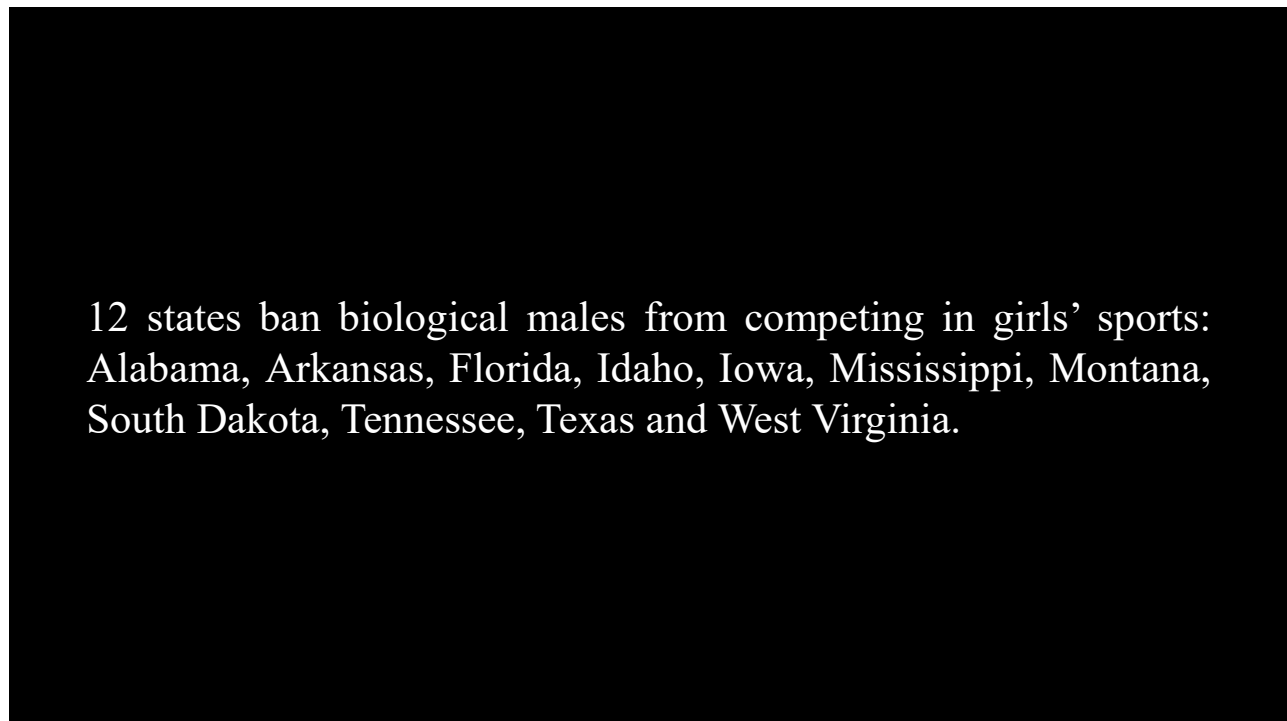 12 states ban biological males from competing in girls’ sports:
Alabama, Arkansas, Florida, Idaho, Iowa, Mississippi, Montana,
South Dakota, Tennessee, Texas and West Virginia.